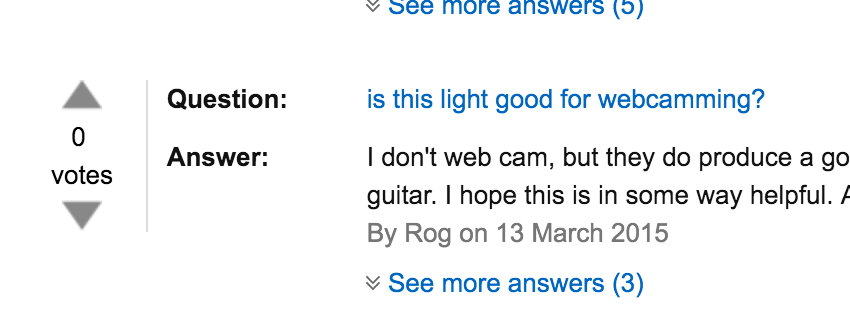 See more answers (5)
0
votes
Question: is this light good for webcamming?
Answer: I don't web cam, but they do produce a go
guitar. I hope this is in some way helpful. A
By Rog on 13 March 2015
See more answers (3)